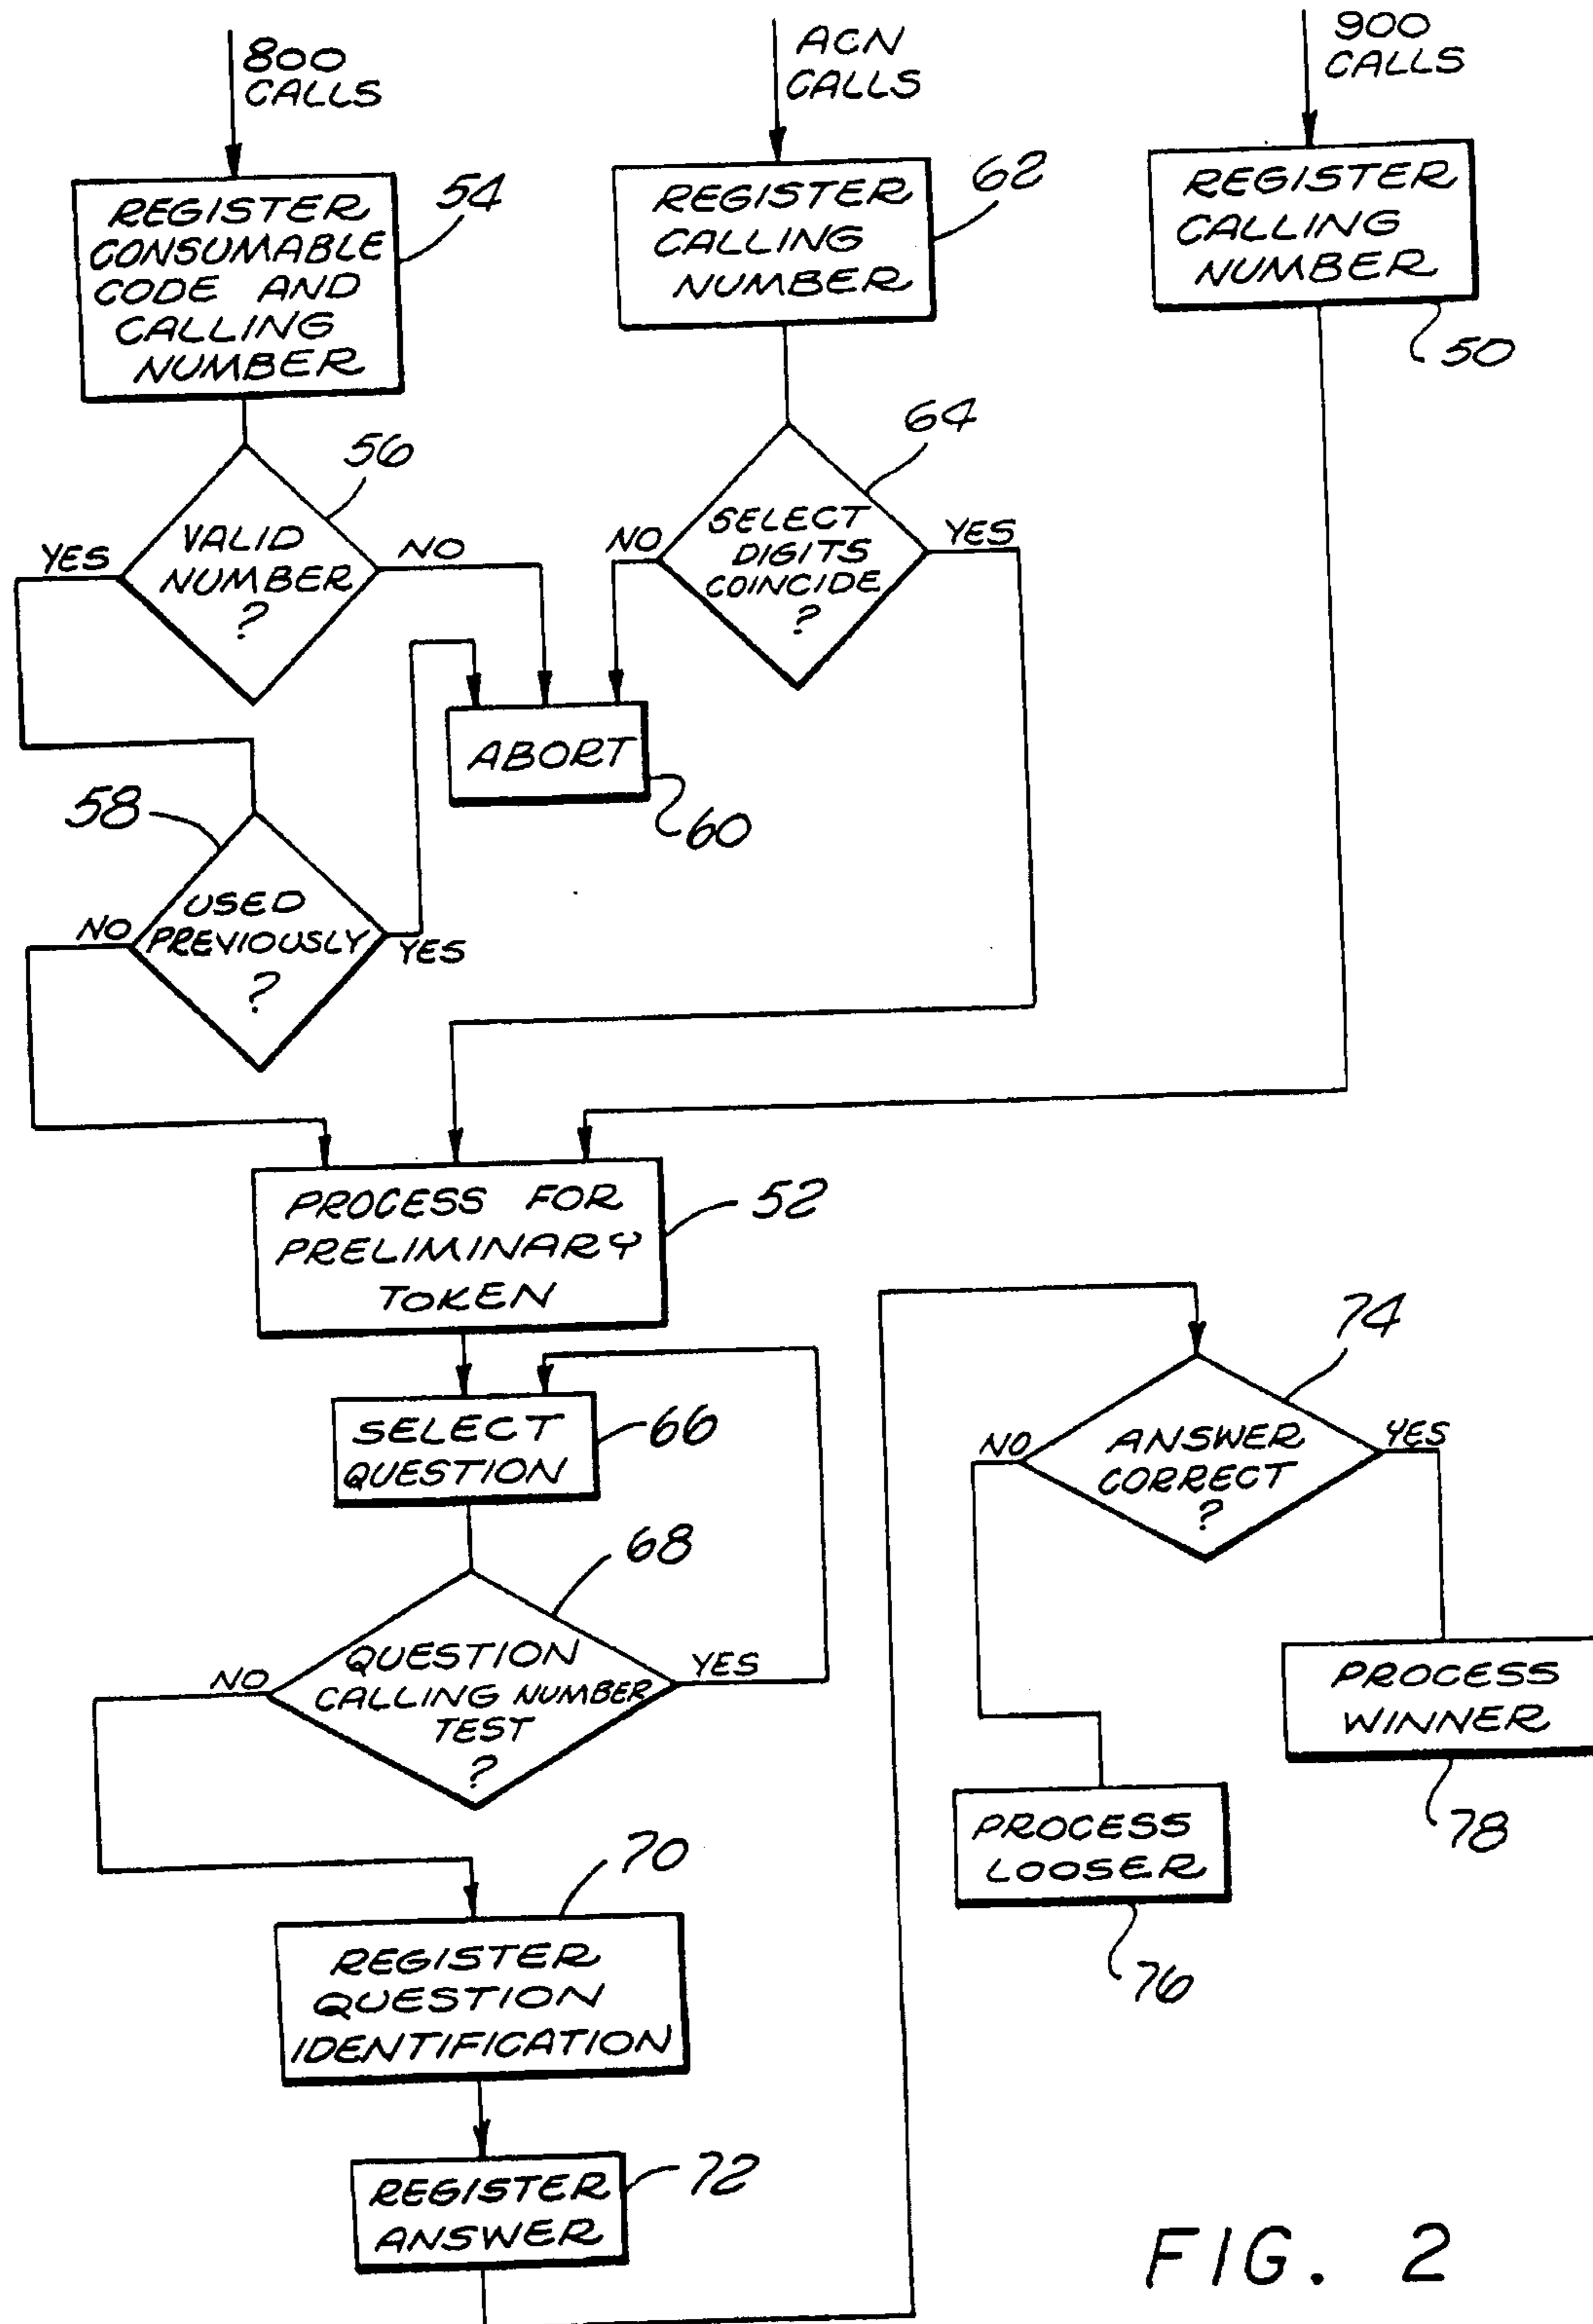 800
CALLS
ACN
CALLS
900
CALLS
REGISTER
CONSUMABLE
CODE AND
CALLING
NUMBER
54
REGISTER
CALLING
NUMBER
62
REGISTER
CALLING
NUMBER
50
56
VALID
NUMBER
?
YES
NO
64
SELECT
DIGITS
COINCIDE
?
NO
YES
ABORT
60
58
USED
PREVIOUSLY
?
NO
YES
PROCESS FOR
PRELIMINARY
TOKEN
52
SELECT
QUESTION
66
68
QUESTION
CALLING NUMBER
TEST
?
NO
YES
70
REGISTER
QUESTION
IDENTIFICATION
REGISTER
ANSWER
72
74
ANSWER
CORRECT
?
NO
YES
PROCESS
WINNER
78
PROCESS
LOOSER
76
FIG. 2